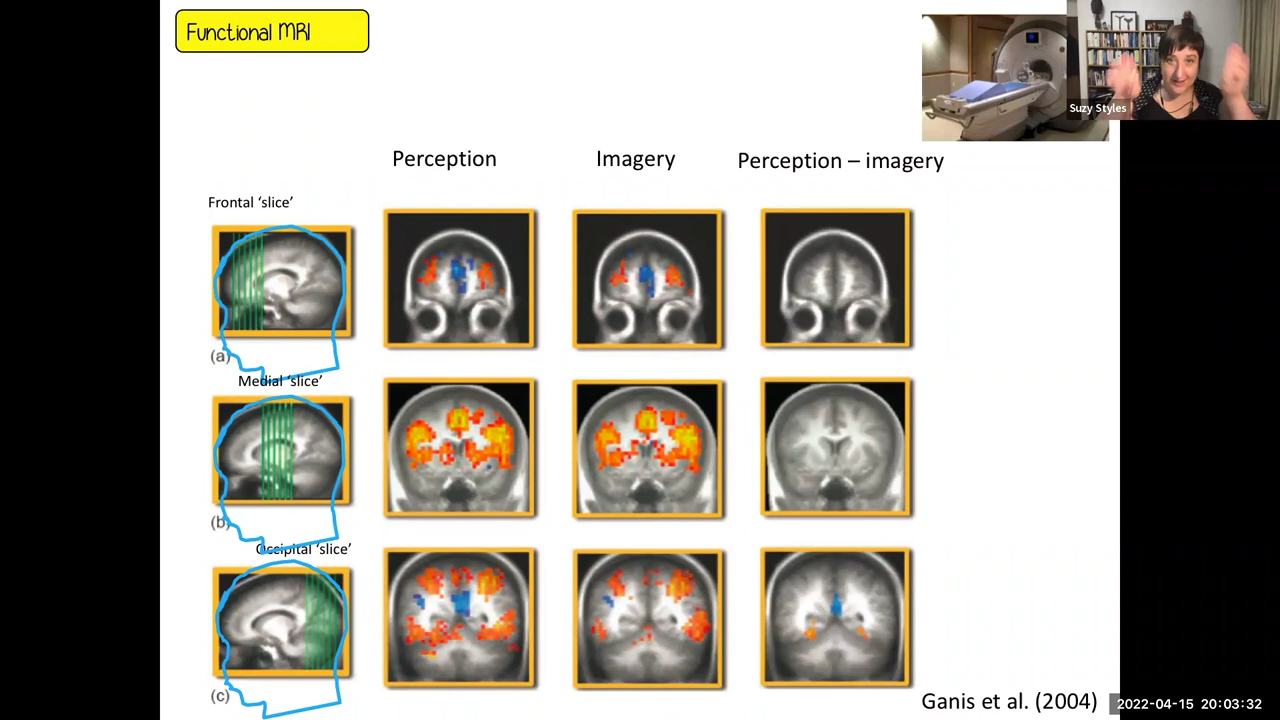 Functional MRI
Suzy Styles
Perception
Imagery
Perception – imagery
Frontal ‘slice’
(a)
Medial ‘slice’
(b)
Occipital ‘slice’
(c)
Ganis et al. (2004)
2022-04-15 20:03:32